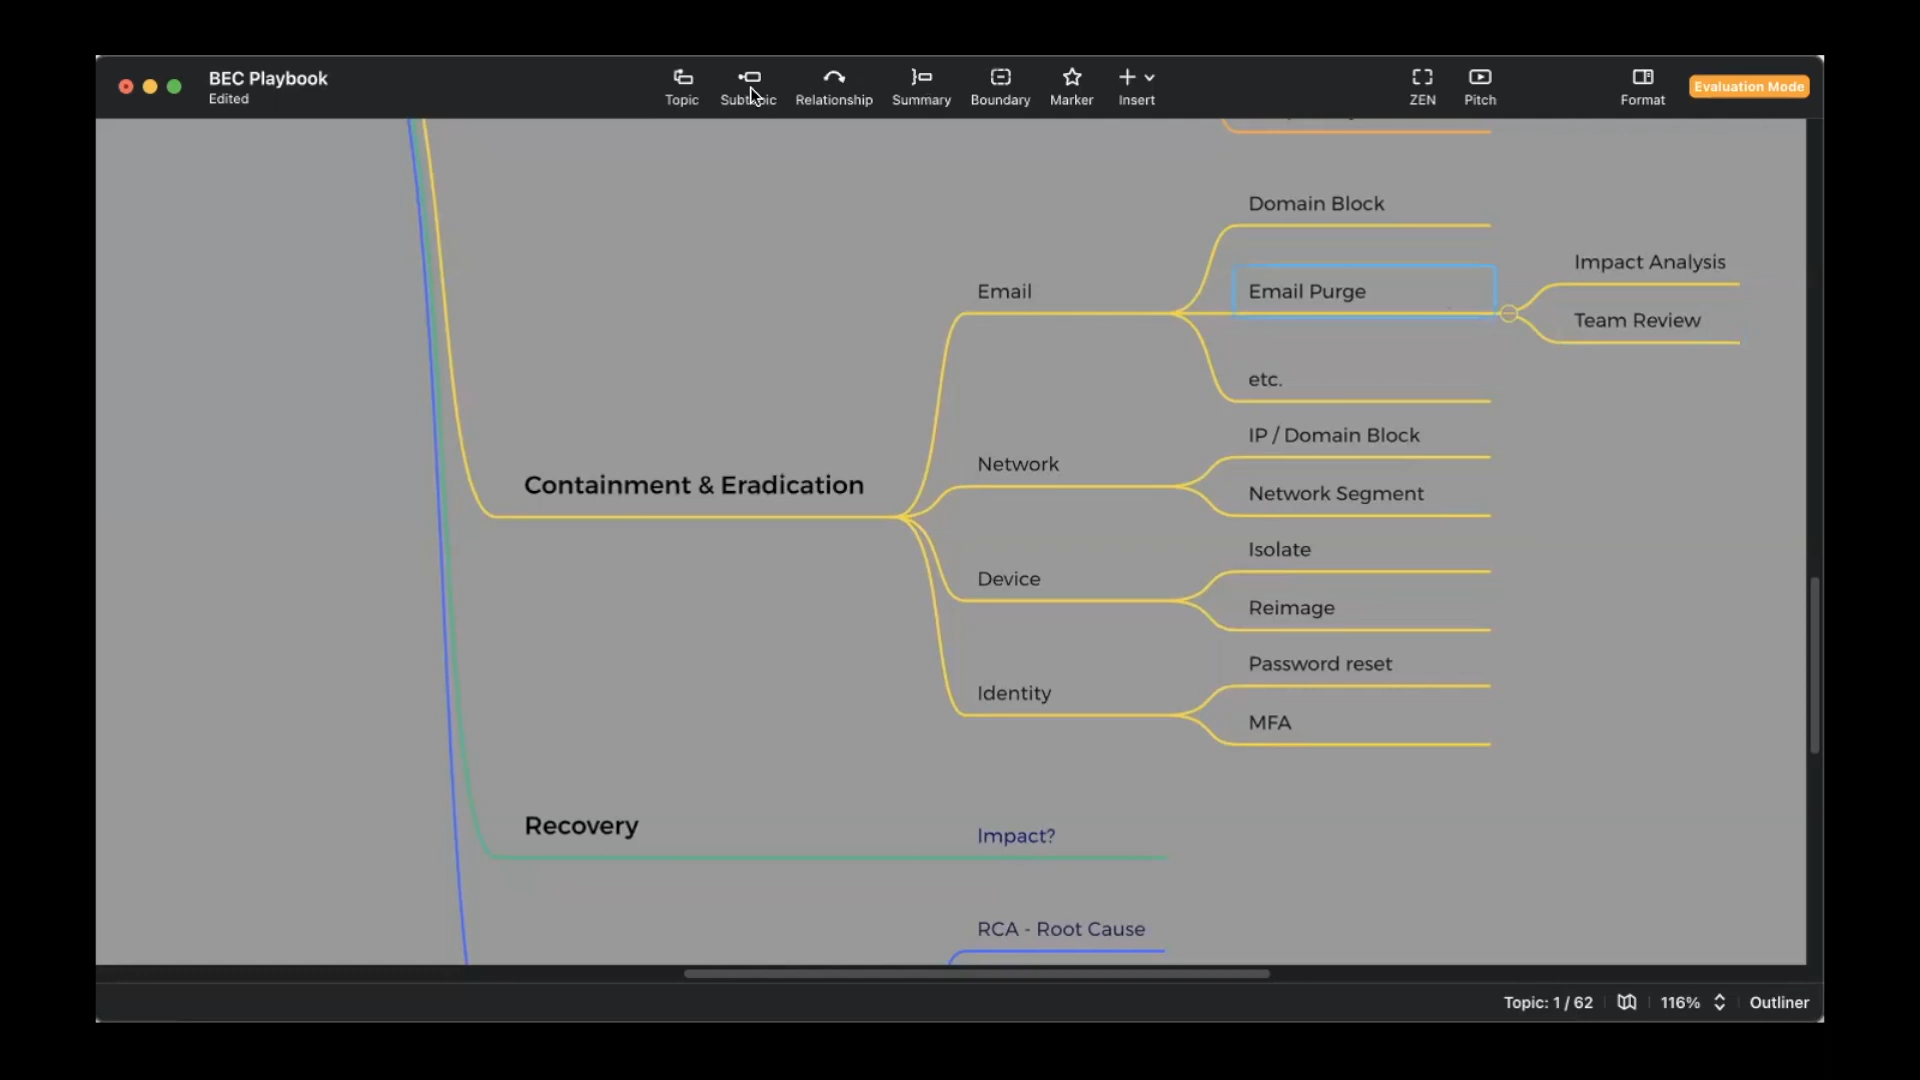 BEC Playbook
Edited
Topic
Subtopic
Relationship
Summary
Boundary
Marker
Insert
ZEN
Pitch
Format
Evaluation Mode
Domain Block
Email
Email Purge
Impact Analysis
Team Review
etc.
Containment & Eradication
Network
IP / Domain Block
Network Segment
Device
Isolate
Reimage
Identity
Password reset
MFA
Recovery
Impact?
RCA - Root Cause
Topic: 1 / 62
116%
Outliner